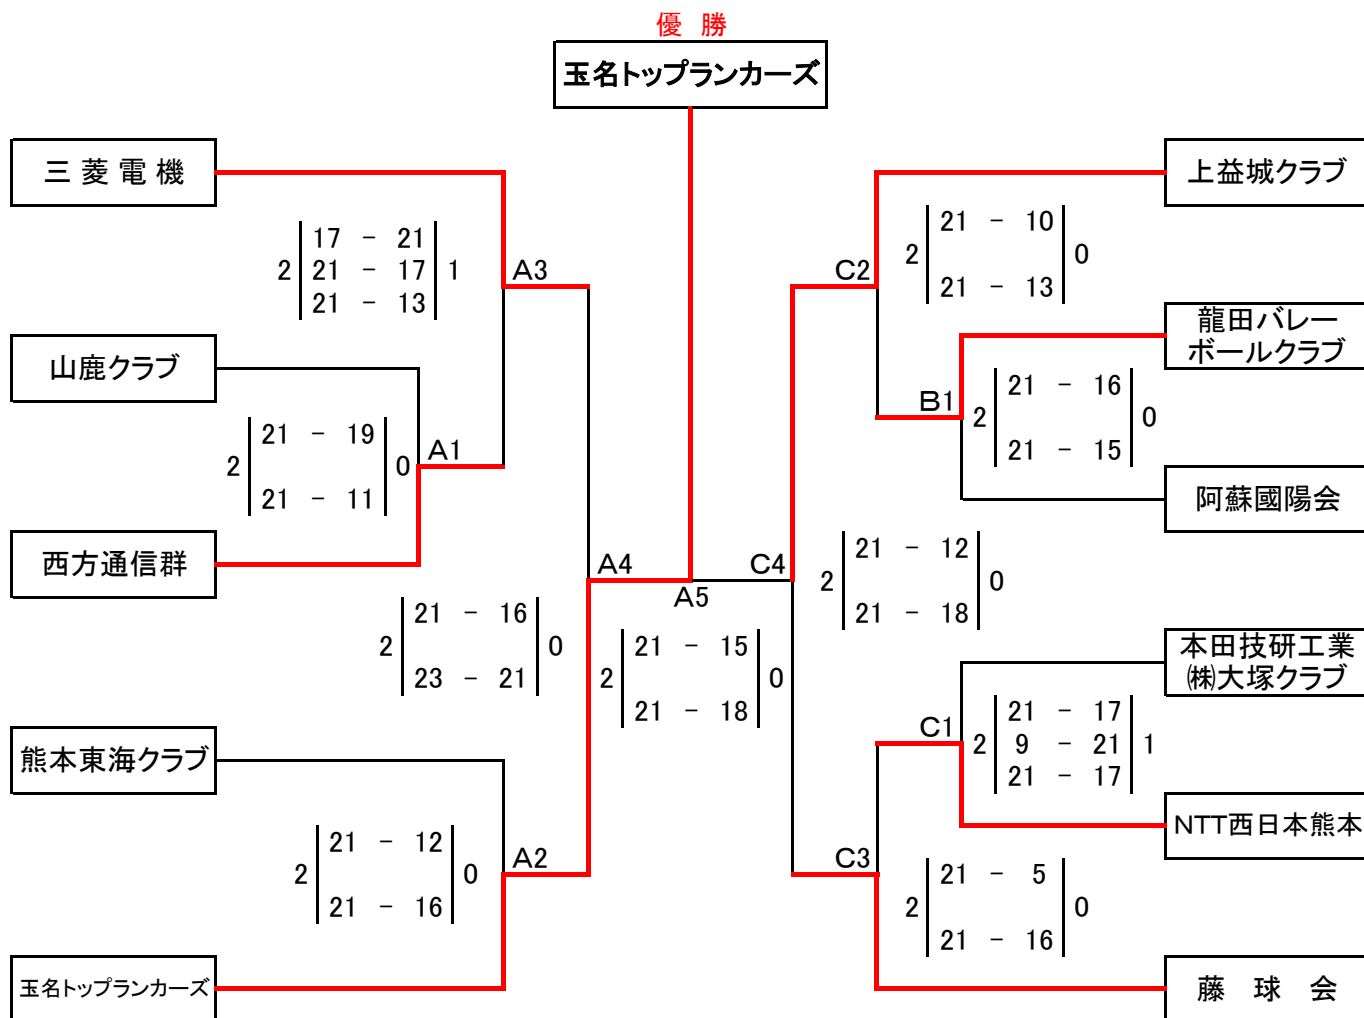 優 勝
玉名トップランカーズ
三 菱 電 機
17 - 21
2 21 - 17 1
21 - 13
A3
山鹿クラブ
21 - 19
2 0
21 - 11
A1
西方通信群
A4
21 - 16
2 0
23 - 21
熊本東海クラブ
21 - 12
2 0
21 - 16
A2
玉名トップランカーズ
A5
21 - 15
2 0
21 - 18
上益城クラブ
C2
21 - 10
2 0
21 - 13
龍田バレー
ボールクラブ
B1
21 - 16
2 0
21 - 15
阿蘇國陽会
C4
21 - 12
2 0
21 - 18
本田技研工業
㈱大塚クラブ
C1
21 - 17
2 9 - 21 1
21 - 17
NTT西日本熊本
C3
21 - 5
2 0
21 - 16
藤 球 会